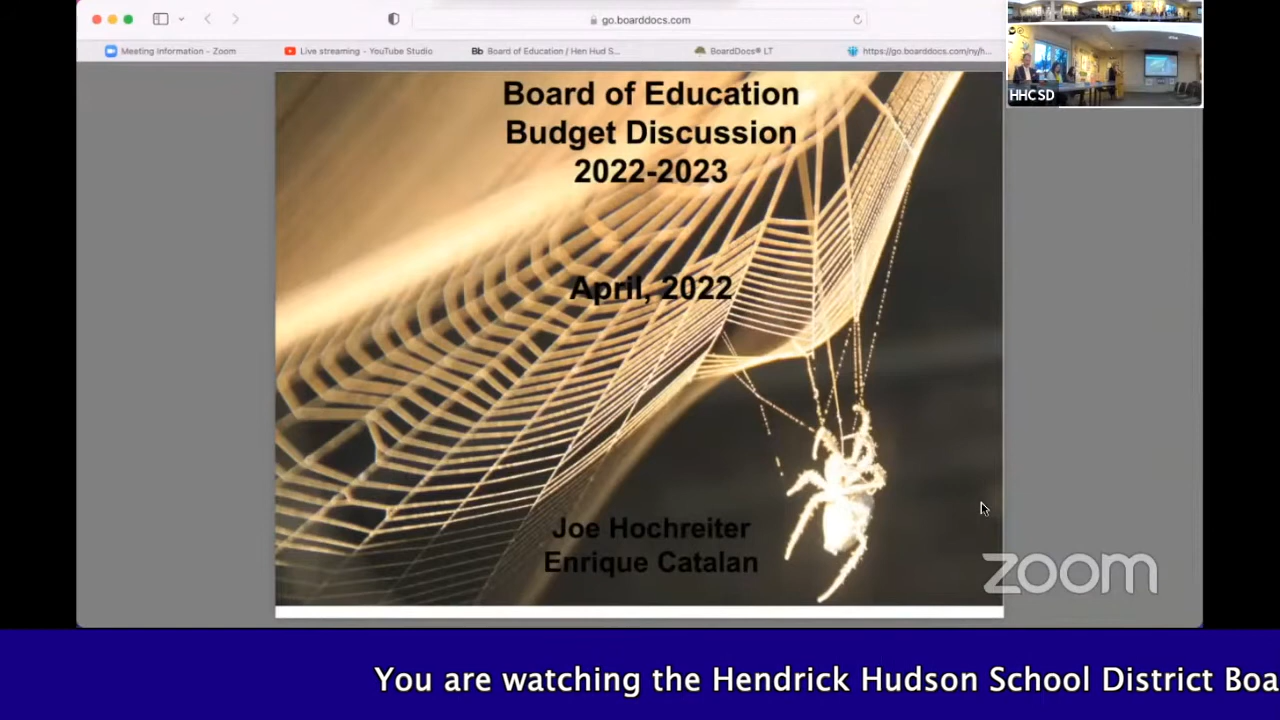 go.boarddocs.com
Meeting Information - Zoom
Live streaming - YouTube Studio
Bb Board of Education / Hen Hud S...
BoardDocs® LT
https://go.boarddocs.com/ny/h...
HHCSD
Board of Education
Budget Discussion
2022-2023
April, 2022
Joe Hochreiter
Enrique Catalan
zoom
You are watching the Hendrick Hudson School District Boa